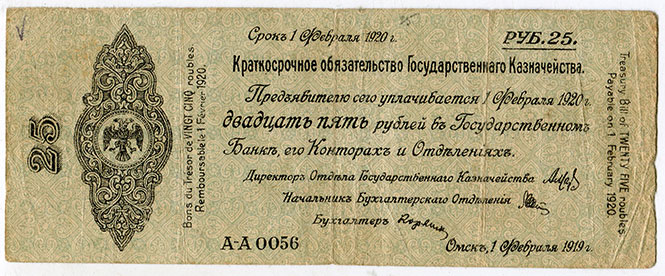 25
Bons du Trésor de VINGT CINQ roubles
Remboursable le 1 Février 1920.
Срокъ 1 Февраля 1920 г.
РУБ. 25.
Краткосрочное обязательство Государственнаго Казначейства.
Предъявителю сего уплачивается 1 Февраля 1920 г.
двадцать пять рублей въ Государственномъ
Банкѣ, его Конторахъ и Отдѣленіяхъ.
Директоръ Отдѣла Государственнаго Казначейства
Начальникъ Бухгалтерскаго Отдѣленія
Бухгалтеръ
А-А 0056
Омскъ, 1 Февраля 1919 г.
Treasury Bill of TWENTY FIVE roubles
Payable on 1 February 1920.